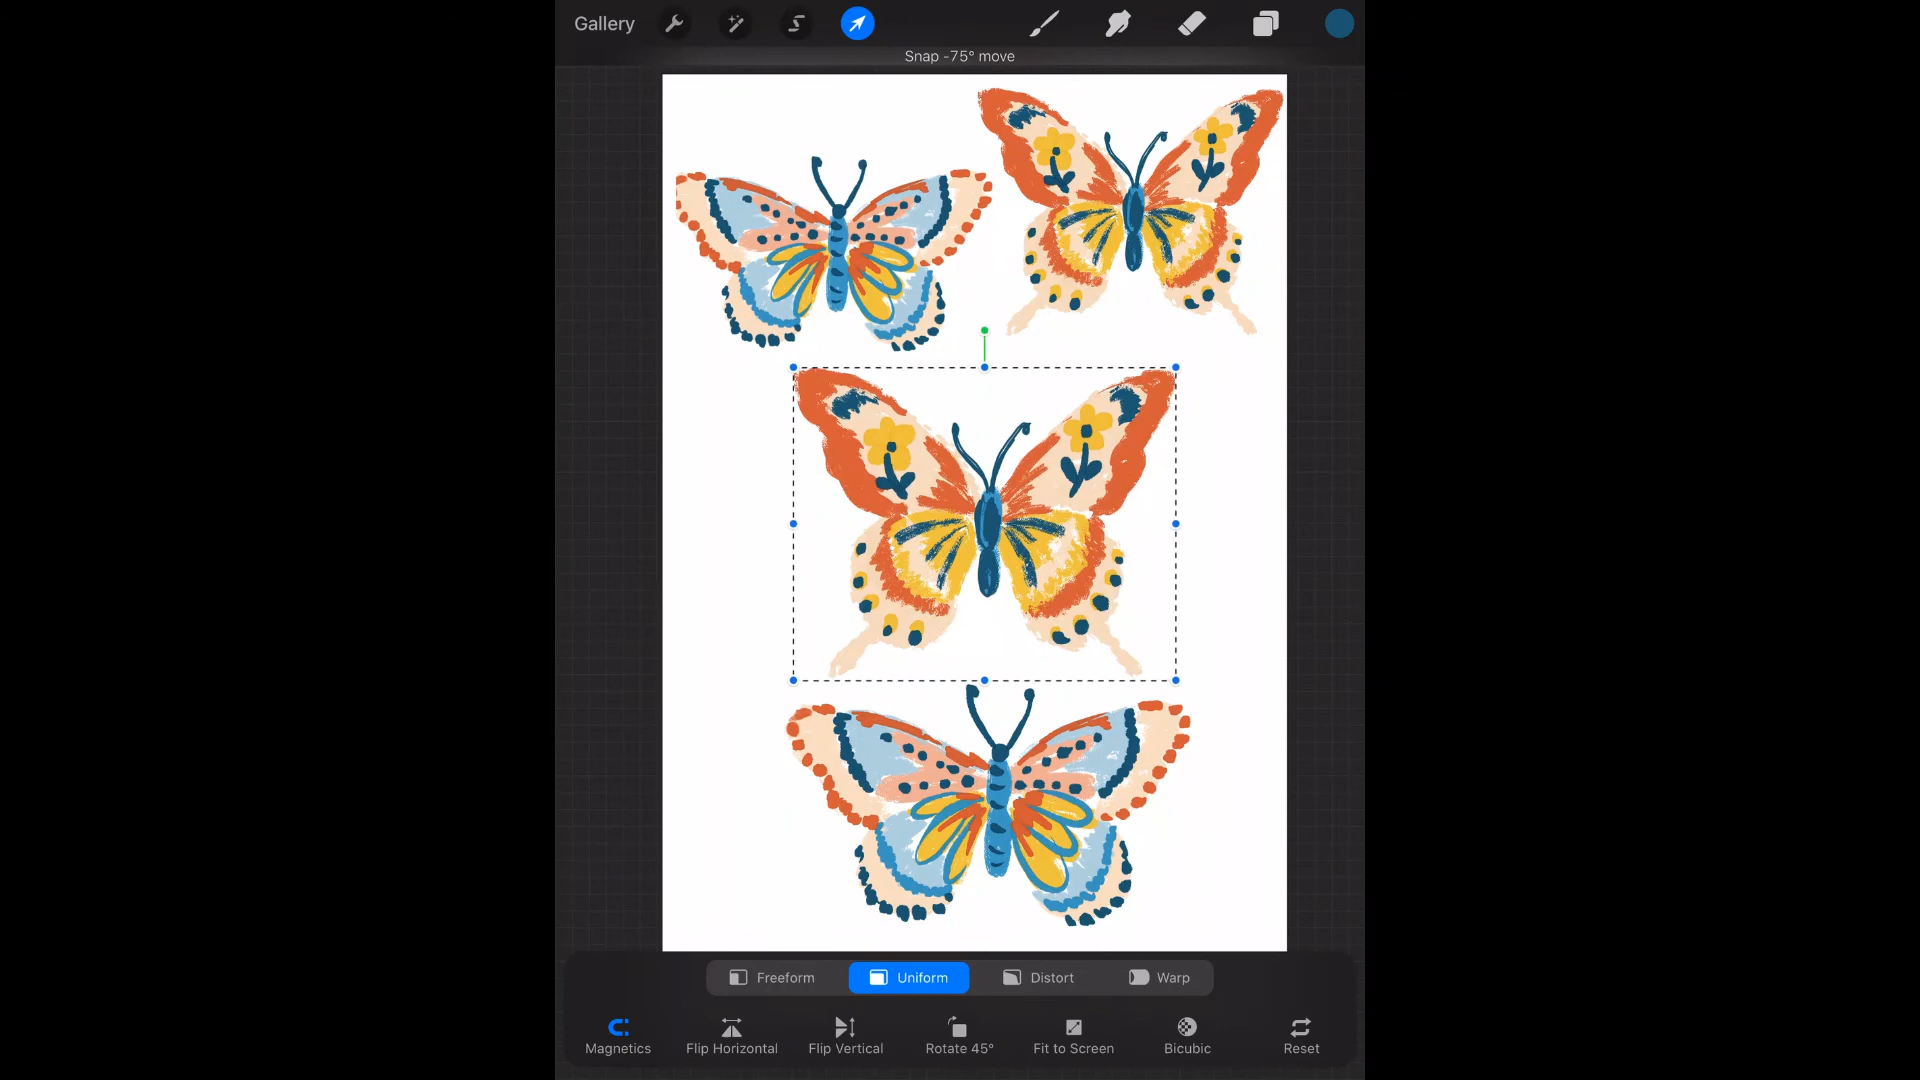 Gallery
Snap -75° move
Freeform Uniform Distort Warp
Magnetics Flip Horizontal Flip Vertical Rotate 45° Fit to Screen Bicubic Reset